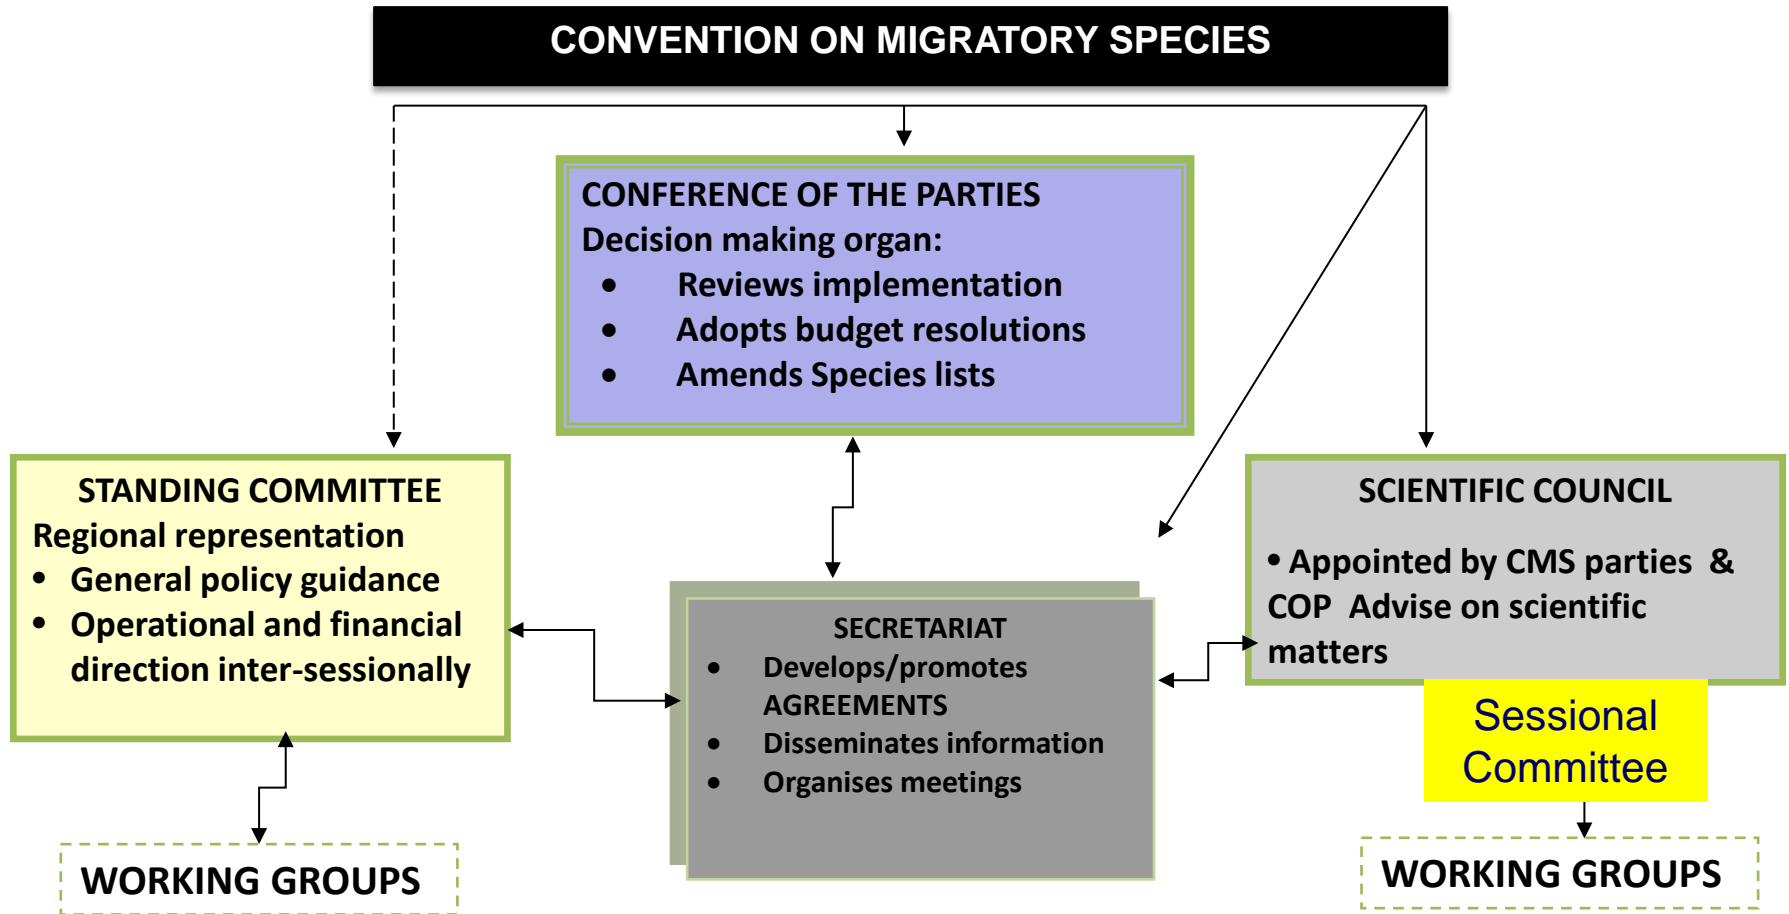 CONVENTION ON MIGRATORY SPECIES
CONFERENCE OF THE PARTIES
Decision making organ:
• Reviews implementation
• Adopts budget resolutions
• Amends Species lists
STANDING COMMITTEE
Regional representation
• General policy guidance
• Operational and financial
direction inter-sessionally
SCIENTIFIC COUNCIL
• Appointed by CMS parties &
COP Advise on scientific
matters
SECRETARIAT
• Develops/promotes
AGREEMENTS
• Disseminates information
• Organises meetings
Sessional
Committee
WORKING GROUPS
WORKING GROUPS